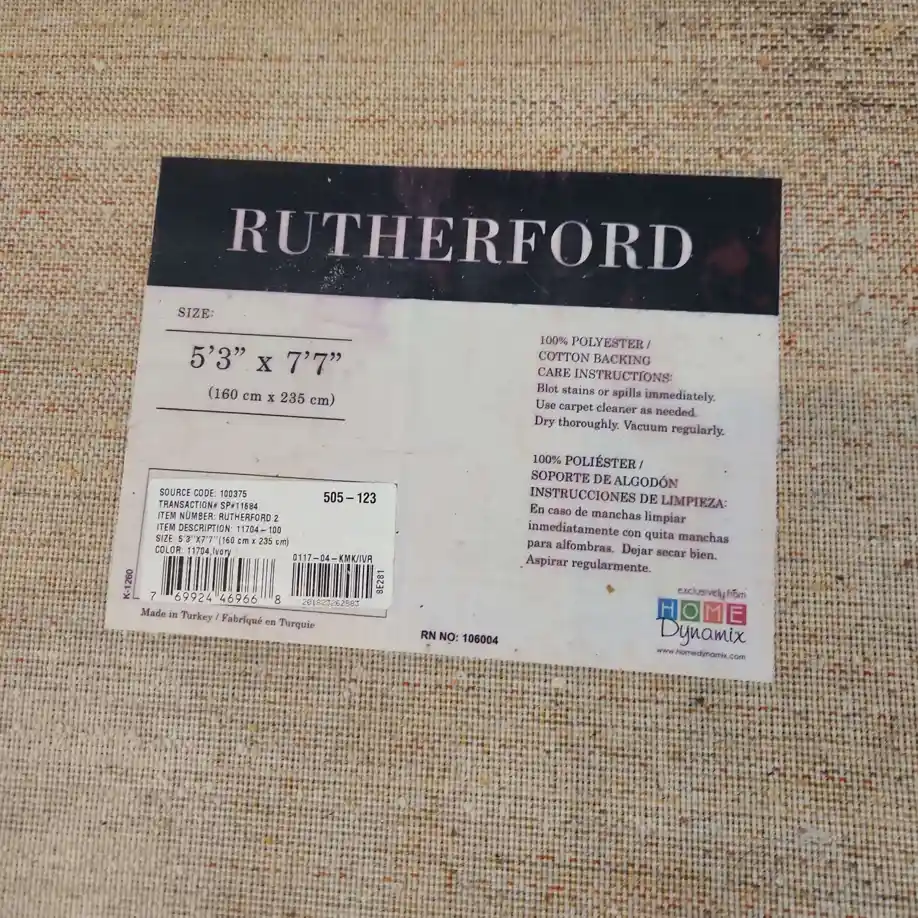 RUTHERFORD
SIZE:
5'3" x 7'7"
(160 cm x 235 cm)
100% POLYESTER /
COTTON BACKING
CARE INSTRUCTIONS:
Blot stains or spills immediately.
Use carpet cleaner as needed.
Dry thoroughly. Vacuum regularly.
100% POLIÉSTER /
SOPORTE DE ALGODÓN
INSTRUCCIONES DE LIMPIEZA:
En caso de manchas limpiar
inmediatamente con quita manchas
para alfombras. Dejar secar bien.
Aspirar regularmente.
SOURCE CODE: 100375
505-123
TRANSACTION# SP#11684
ITEM NUMBER: RUTHERFORD 2
ITEM DESCRIPTION: 11704-100
SIZE 5'3"X7'7"(160 cm x 235 cm)
COLOR: 11704,Ivory
0117-04-KMK/IVR
7 69924 46966 8
8E281
K-1260
Made in Turkey / Fabriqué en Turquie
RN NO: 106004
exclusively from
HOME
Dynamix
www.homedynamix.com